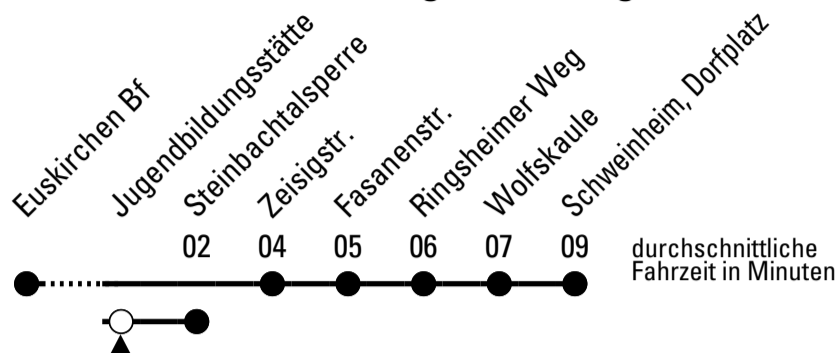 Euskirchen Bf
Jugendbildungsstätte
Steinbachtalsperre
Zeisigstr.
Fasanenstr.
Ringsheimer Weg
Wolfskaule
Schweinheim, Dorfplatz
02 04 05 06 07 09
durchschnittliche
Fahrzeit in Minuten